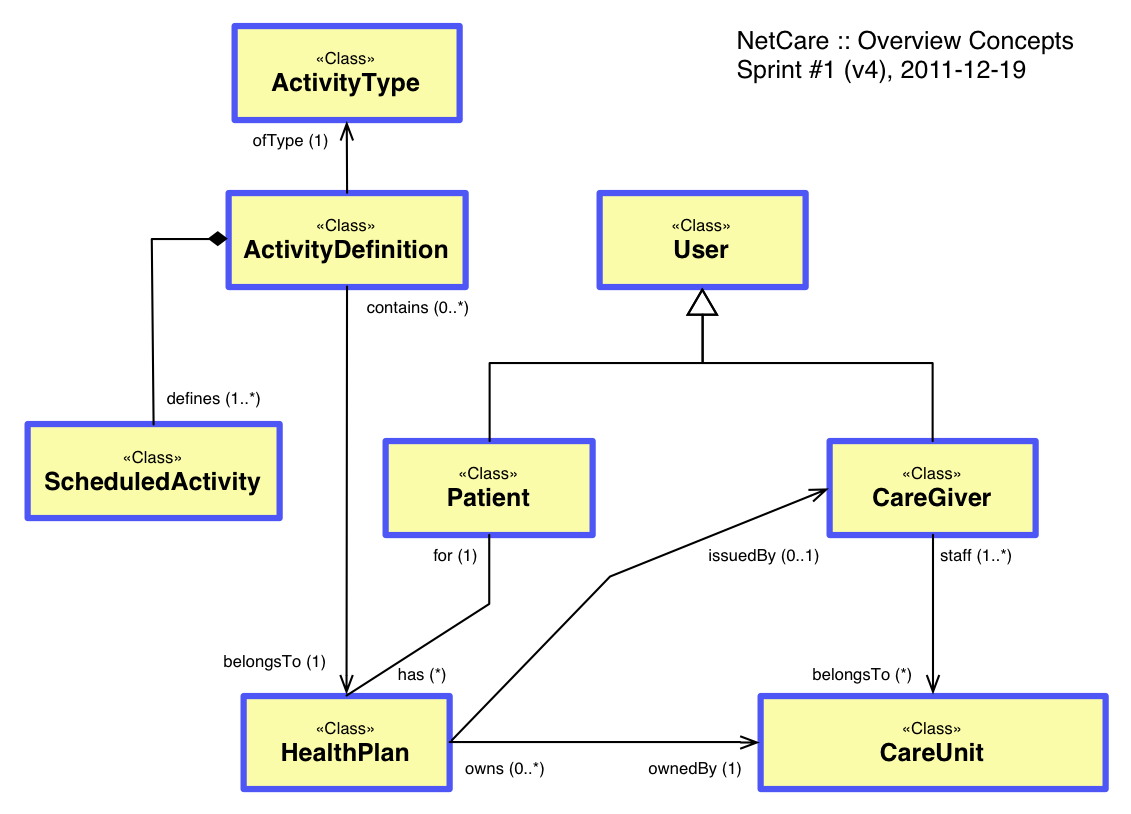 NetCare :: Overview Concepts
Sprint #1 (v4), 2011-12-19
«Class»
ActivityType
ofType (1)
«Class»
ActivityDefinition
«Class»
User
contains (0..*)
defines (1..*)
«Class»
ScheduledActivity
«Class»
Patient
«Class»
CareGiver
for (1)
issuedBy (0..1)
staff (1..*)
belongsTo (1)
has (*)
belongsTo (*)
«Class»
HealthPlan
«Class»
CareUnit
owns (0..*)
ownedBy (1)